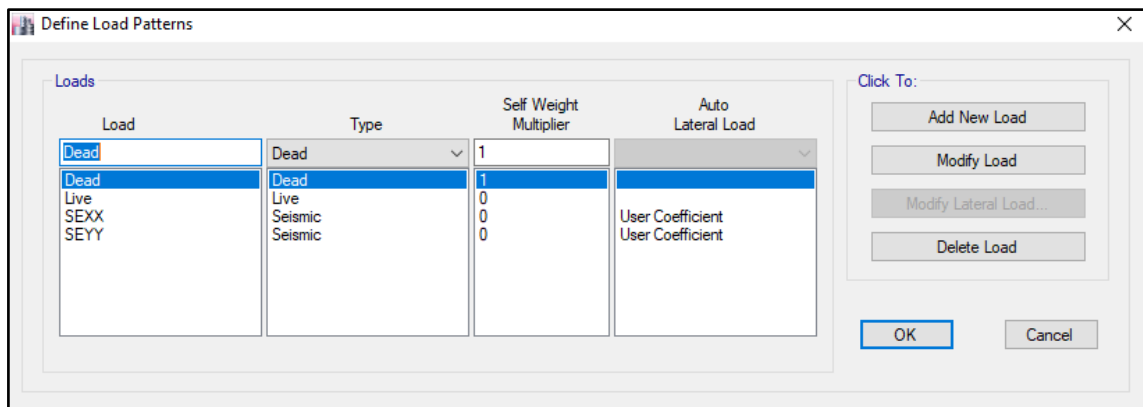 Define Load Patterns
Loads
Click To:
Load Type Self Weight Multiplier Auto Lateral Load
Dead Dead 1
Dead Dead 1
Live Live 0
SEXX Seismic 0 User Coefficient
SEYY Seismic 0 User Coefficient
Add New Load
Modify Load
Modify Lateral Load...
Delete Load
OK Cancel